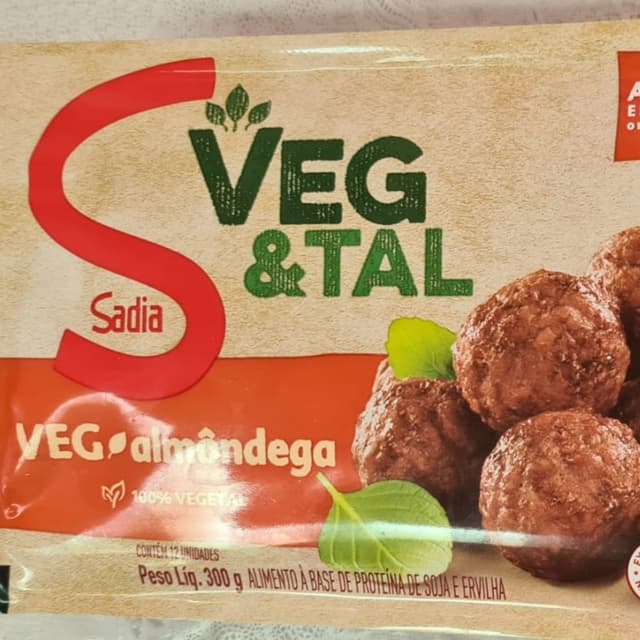 VEG
&TAL
Sadia
VEG almôndega
100% VEGETAL
CONTÉM 12 UNIDADES
Peso Líq. 300 g ALIMENTO À BASE DE PROTEÍNA DE SOJA E ERVILHA